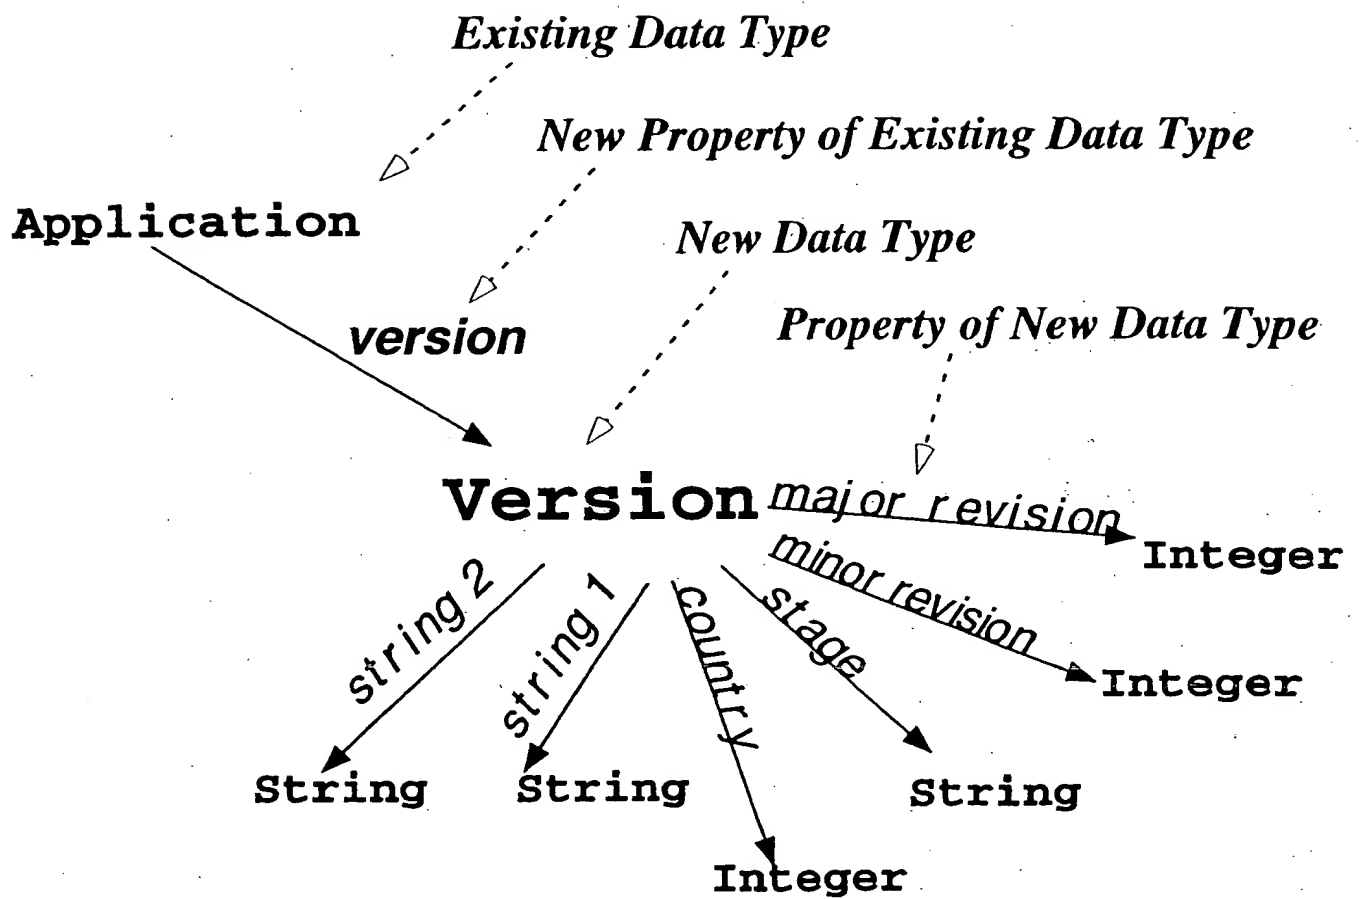 Existing Data Type
New Property of Existing Data Type
Application
New Data Type
version
Property of New Data Type
Version
major revision
Integer
minor revision
Integer
string 2
string 1
country
stage
String
String
String
Integer